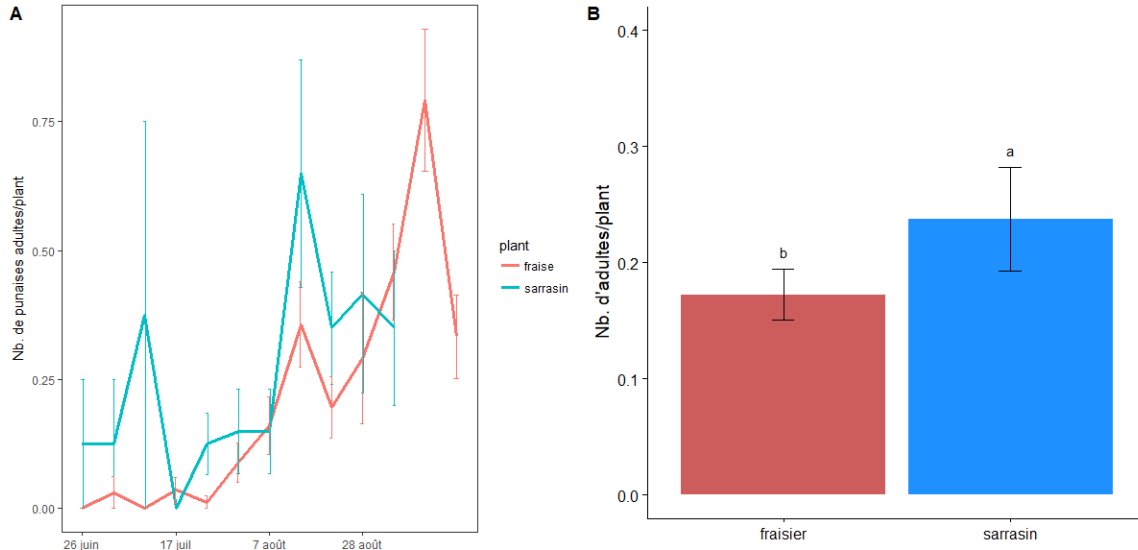 A
Nb. de punaises adultes/plant
0.75
0.50
0.25
0.00
26 juin
17 juil
7 août
28 août
plant
fraise
sarrasin
B
Nb. d'adultes/plant
0.4
0.3
0.2
0.1
0.0
b
a
fraisier
sarrasin